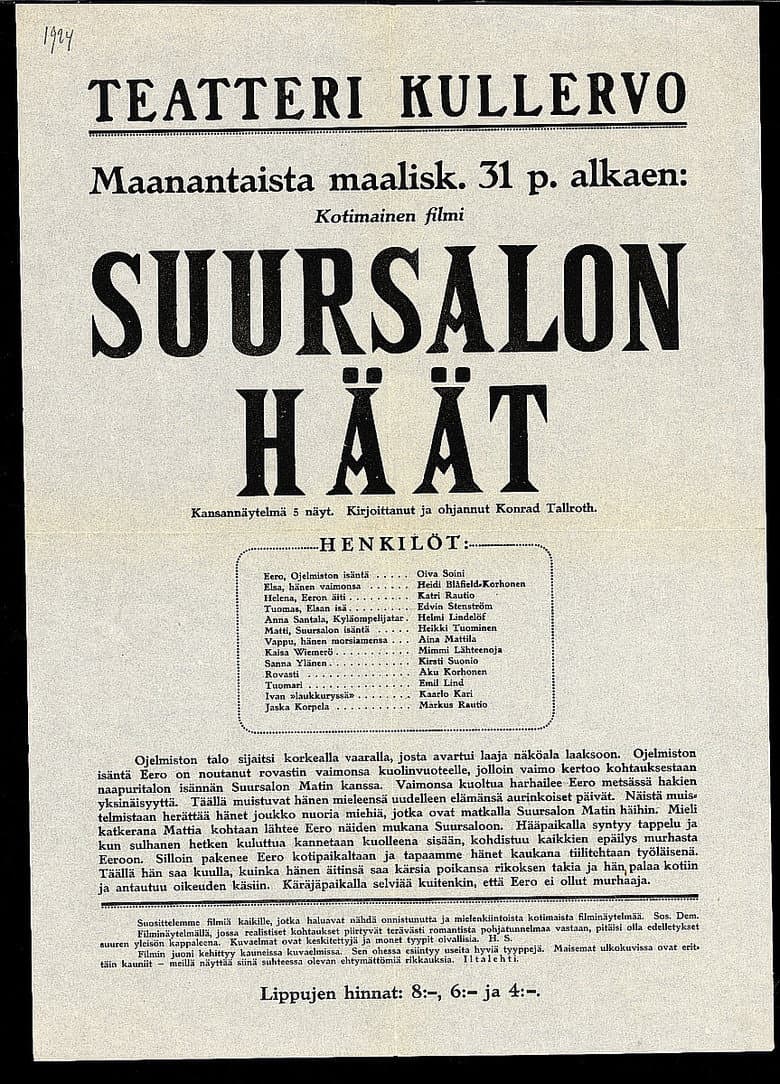 1924
TEATTERI KULLERVO
Maanantaista maalisk. 31 p. alkaen:
Kotimainen filmi
SUURSALON
HÄÄT
Kansannäytelmä 5 näyt. Kirjoittanut ja ohjannut Konrad Tallroth.
HENKILÖT:
Eero, Ojelmiston isäntä . . . . . Oiva Soini
Elsa, hänen vaimonsa . . . . . . Heidi Blåfield-Korhonen
Helena, Eeron äiti . . . . . . . . . Katri Rautio
Tuomas, Elsan isä . . . . . . . . . Edvin Stenström
Anna Santala, Kyläompelijatar . Helmi Lindelöf
Matti, Suursalon isäntä . . . . . Heikki Tuominen
Vappu, hänen morsiamensa . . . Aina Mattila
Kaisa Wiemerö . . . . . . . . . . . Mimmi Lähteenoja
Sanna Ylänen . . . . . . . . . . . . Kirsti Suonio
Rovasti . . . . . . . . . . . . . . . Aku Korhonen
Tuomari . . . . . . . . . . . . . . . Emil Lind
Ivan »laukkuryssä» . . . . . . . . Kaarlo Kari
Jaska Korpela . . . . . . . . . . . Markus Rautio
Ojelmiston talo sijaitsi korkealla vaaralla, josta avartui laaja näköala laaksoon. Ojelmiston
isäntä Eero on noutanut rovastin vaimonsa kuolinvuoteelle, jolloin vaimo kertoo kohtauksestaan
naapuritalon isännän Suursalon Matin kanssa. Vaimonsa kuoltua harhailee Eero metsässä hakien
yksinäisyyttä. Täällä muistuvat hänen mieleensä uudelleen elämänsä aurinkoiset päivät. Näistä muis-
telmistaan herättää hänet joukko nuoria miehiä, jotka ovat matkalla Suursalon Matin häihin. Mieli
katkerana Mattia kohtaan lähtee Eero näiden mukana Suursaloon. Hääpaikalla syntyy tappelu ja
kun sulhanen hetken kuluttua kannetaan kuolleena sisään, kohdistuu kaikkien epäilys murhasta
Eeroon. Silloin pakenee Eero kotipaikaltaan ja tapaamme hänet kaukana tiilitehtaan työläisenä.
Täällä hän saa kuulla, kuinka hänen äitinsä saa kärsiä poikansa rikoksen takia ja hän palaa kotiin
ja antautuu oikeuden käsiin. Käräjäpaikalla selviää kuitenkin, että Eero ei ollut murhaaja.
Suosittelemme filmiä kaikille, jotka haluavat nähdä onnistunutta ja mielenkiintoista kotimaista filminäytelmää. Sos. Dem.
Filminäytelmällä, jossa realistiset kohtaukset piirtyvät terävästi romantista pohjatunnelmaa vastaan, pitäisi olla edellytykset
suuren yleisön kappaleena. Kuvaelmat ovat keskitettyjä ja monet tyypit oivallisia. H. S.
Filmin juoni kehittyy kauneissa kuvaelmissa. Sen ohessa esiintyy useita hyviä tyyppejä. Maisemat ulkokuvissa ovat erit-
täin kauniit — meillä näyttää siinä suhteessa olevan ehtymättömiä rikkauksia. Iltalehti.
Lippujen hinnat: 8:-, 6:- ja 4:-.